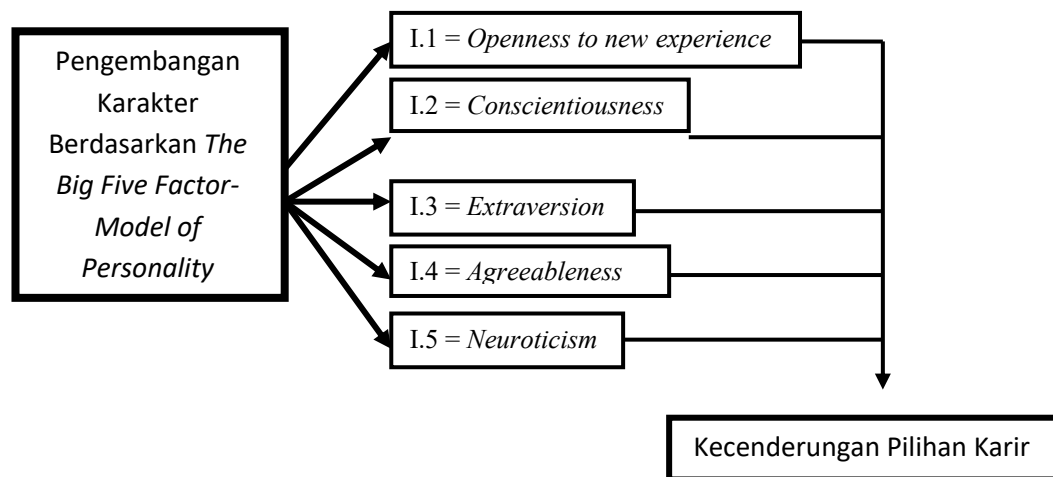 Pengembangan
Karakter
Berdasarkan The
Big Five Factor-
Model of
Personality
I.1 = Openness to new experience
I.2 = Conscientiousness
I.3 = Extraversion
I.4 = Agreeableness
I.5 = Neuroticism
Kecenderungan Pilihan Karir